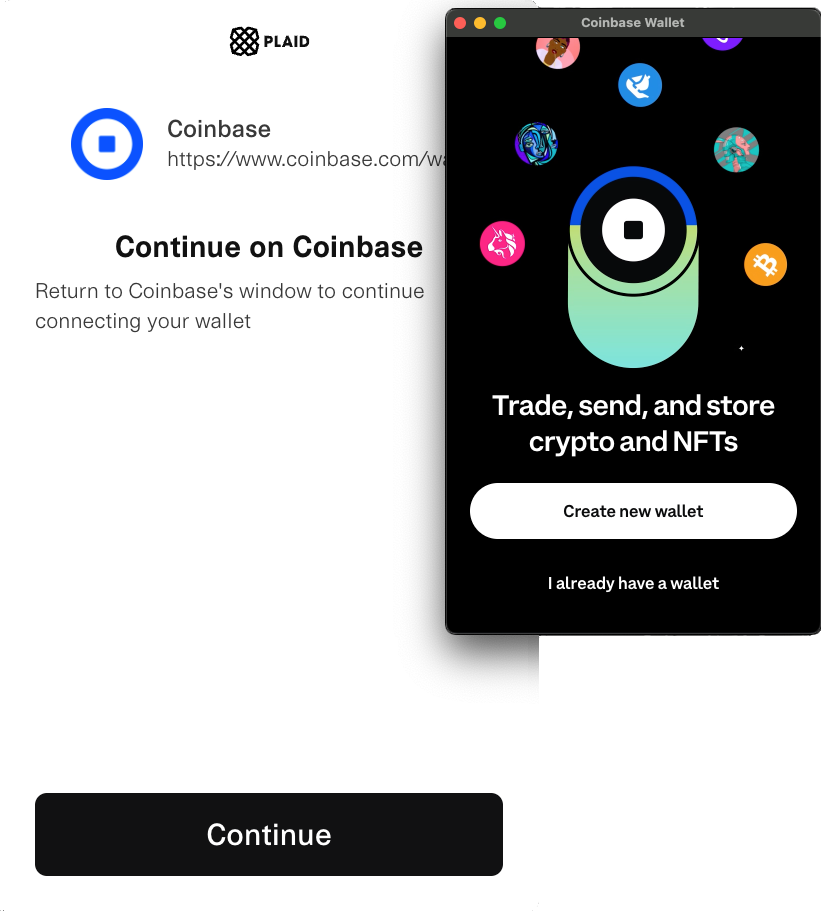 PLAID
Coinbase
https://www.coinbase.com/wa
Continue on Coinbase
Return to Coinbase's window to continue
connecting your wallet
Continue
Coinbase Wallet
Trade, send, and store
crypto and NFTs
Create new wallet
I already have a wallet